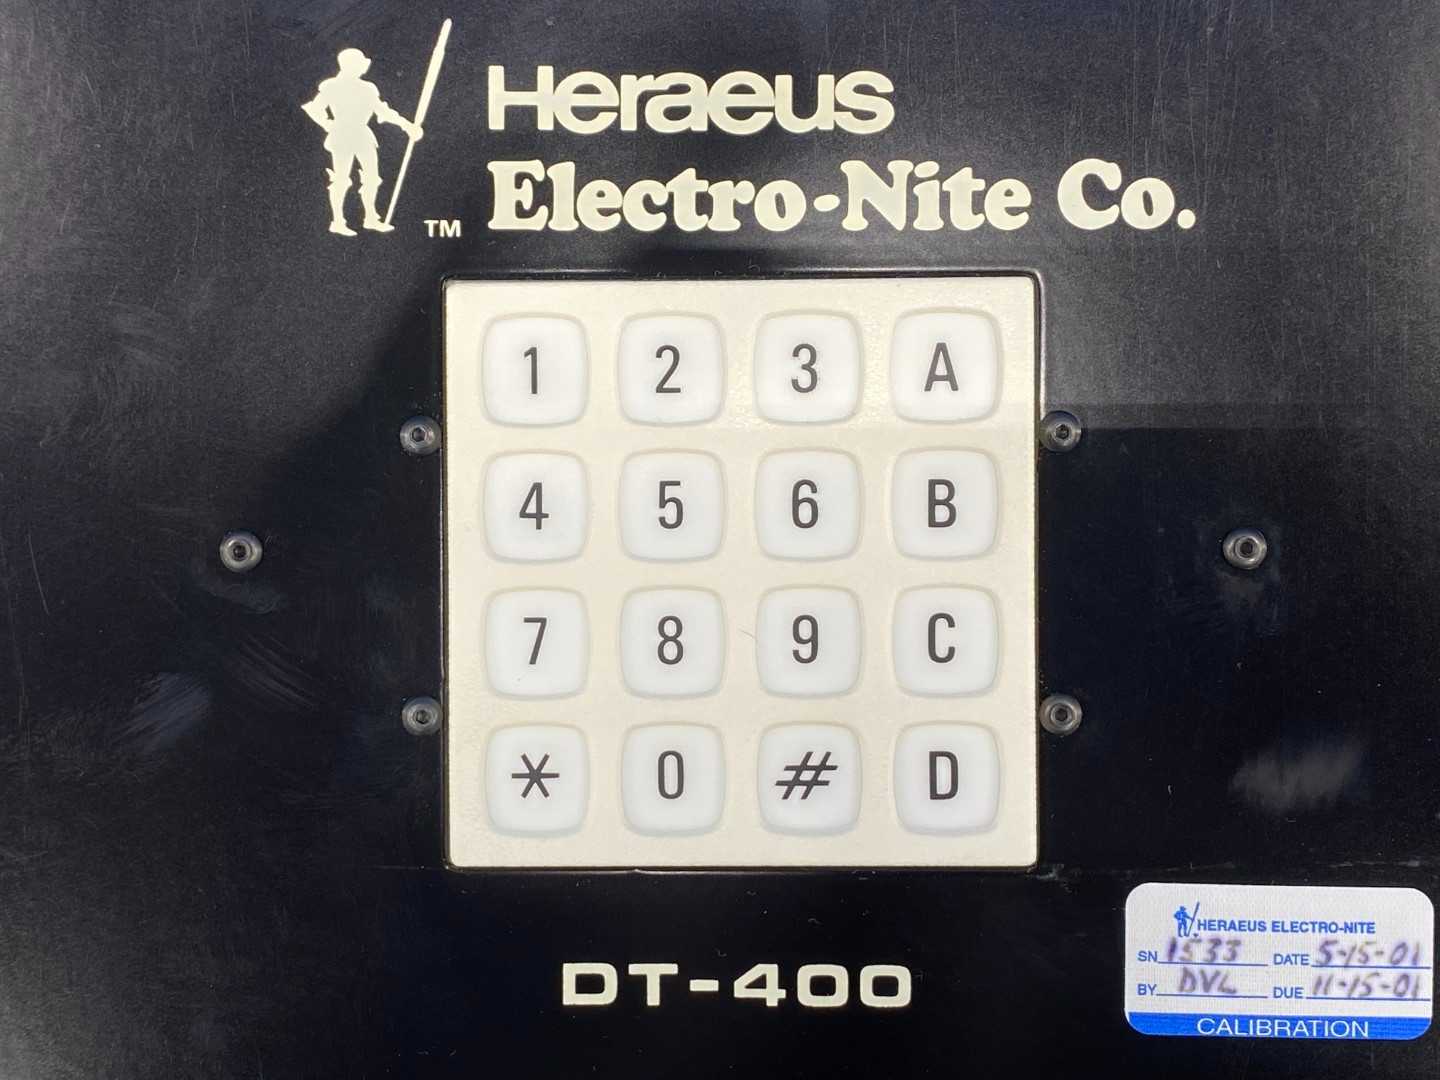 Heraeus
TM Electro-Nite Co.
1 2 3 A
4 5 6 B
7 8 9 C
* 0 # D
DT-400
HERAEUS ELECTRO-NITE
SN 1533 DATE 5-15-01
BY DVL DUE 11-15-01
CALIBRATION